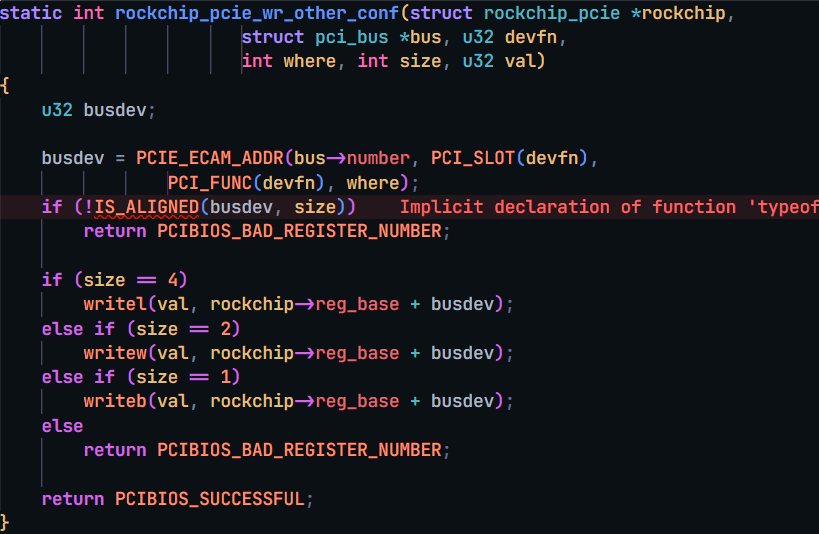 static int rockchip_pcie_wr_other_conf(struct rockchip_pcie *rockchip,
struct pci_bus *bus, u32 devfn,
int where, int size, u32 val)
{
u32 busdev;
busdev = PCIE_ECAM_ADDR(bus->number, PCI_SLOT(devfn),
PCI_FUNC(devfn), where);
if (!IS_ALIGNED(busdev, size)) Implicit declaration of function 'typeof
return PCIBIOS_BAD_REGISTER_NUMBER;
if (size == 4)
writel(val, rockchip->reg_base + busdev);
else if (size == 2)
writew(val, rockchip->reg_base + busdev);
else if (size == 1)
writeb(val, rockchip->reg_base + busdev);
else
return PCIBIOS_BAD_REGISTER_NUMBER;
return PCIBIOS_SUCCESSFUL;
}